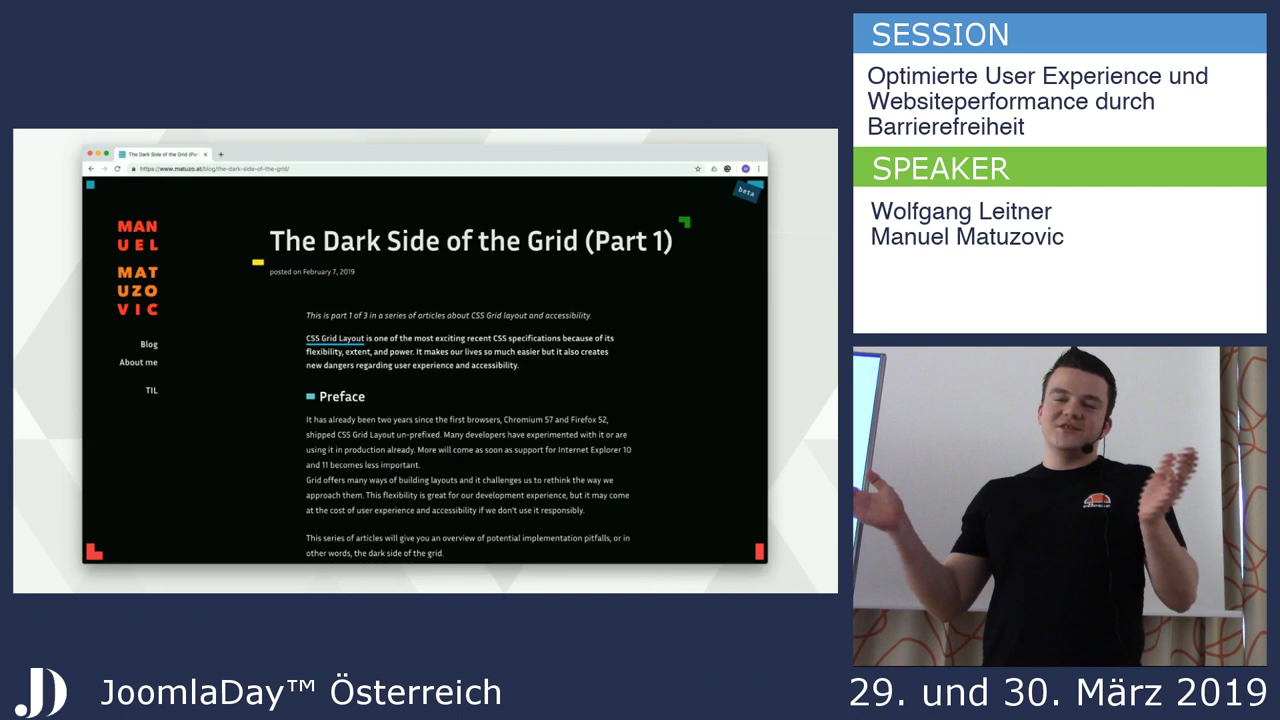 The Dark Side of the Grid (Par
https://www.matuzo.at/blog/the-dark-side-of-the-grid/
beta
MAN
UEL
MAT
UZO
VIC
Blog
About me
TIL
The Dark Side of the Grid (Part 1)
posted on February 7, 2019
This is part 1 of 3 in a series of articles about CSS Grid layout and accessibility.
CSS Grid Layout is one of the most exciting recent CSS specifications because of its
flexibility, extent, and power. It makes our lives so much easier but it also creates
new dangers regarding user experience and accessibility.
Preface
It has already been two years since the first browsers, Chromium 57 and Firefox 52,
shipped CSS Grid Layout un-prefixed. Many developers have experimented with it or are
using it in production already. More will come as soon as support for Internet Explorer 10
and 11 becomes less important.
Grid offers many ways of building layouts and it challenges us to rethink the way we
approach them. This flexibility is great for our development experience, but it may come
at the cost of user experience and accessibility if we don't use it responsibly.
This series of articles will give you an overview of potential implementation pitfalls, or in
other words, the dark side of the grid.
SESSION
Optimierte User Experience und
Websiteperformance durch
Barrierefreiheit
SPEAKER
Wolfgang Leitner
Manuel Matuzovic
JD
JoomlaDay™ Österreich
29. und 30. März 2019